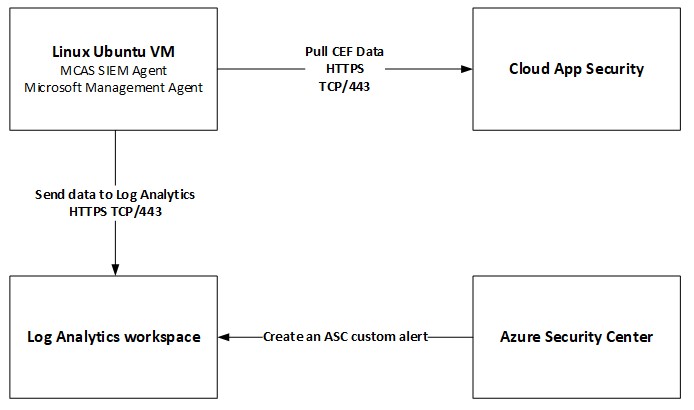 Linux Ubuntu VM
MCAS SIEM Agent
Microsoft Management Agent
Pull CEF Data
HTTPS
TCP/443
Cloud App Security
Send data to Log Analytics
HTTPS TCP/443
Log Analytics workspace
Create an ASC custom alert
Azure Security Center